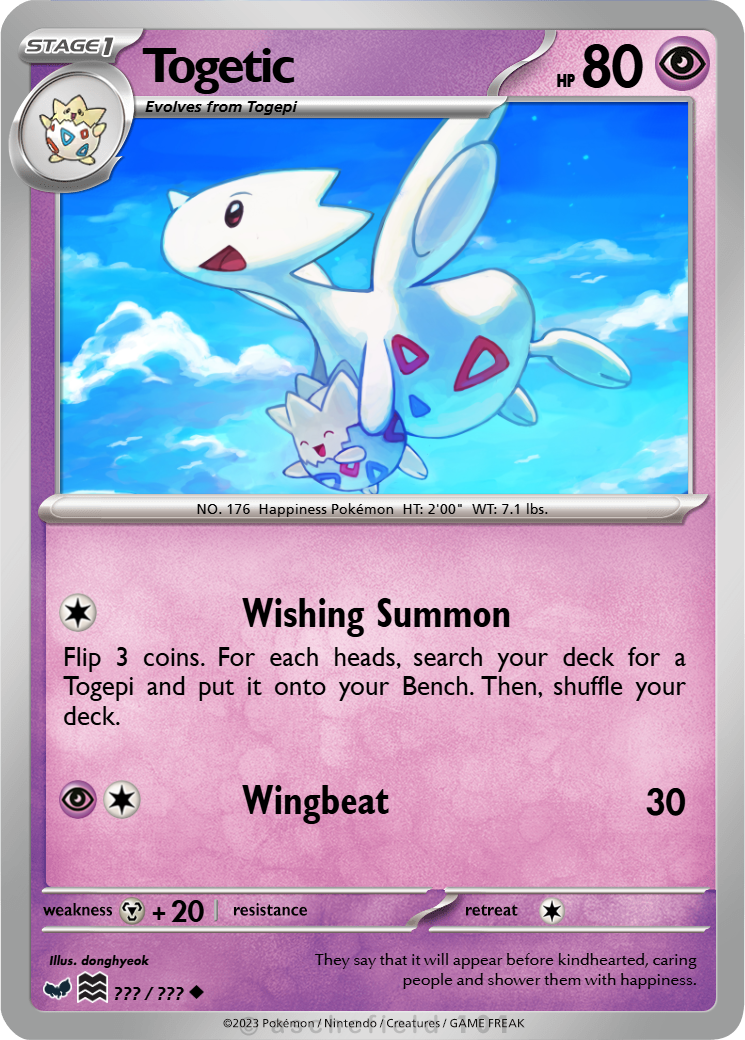 STAGE1 Togetic HP 80
Evolves from Togepi
NO. 176 Happiness Pokémon HT: 2'00" WT: 7.1 lbs.
Wishing Summon
Flip 3 coins. For each heads, search your deck for a
Togepi and put it onto your Bench. Then, shuffle your
deck.
Wingbeat 30
weakness + 20 resistance retreat
Illus. donghyeok
They say that it will appear before kindhearted, caring
people and shower them with happiness.
??? / ???
©2023 Pokémon / Nintendo / Creatures / GAME FREAK